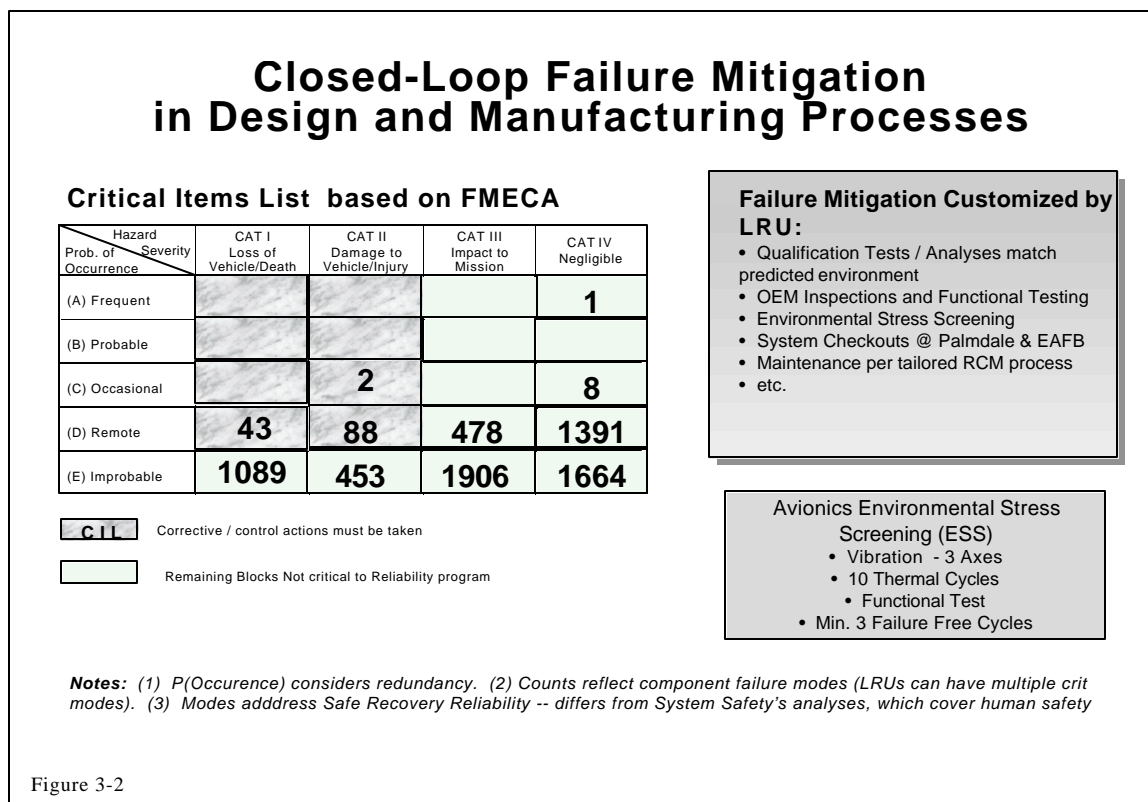 Closed-Loop Failure Mitigation
in Design and Manufacturing Processes
Critical Items List based on FMECA
Hazard
Severity
Prob. of
Occurrence
CAT I
Loss of
Vehicle/Death
CAT II
Damage to
Vehicle/Injury
CAT III
Impact to
Mission
CAT IV
Negligible
(A) Frequent
1
(B) Probable
(C) Occasional
2
8
(D) Remote
43
88
478
1391
(E) Improbable
1089
453
1906
1664
CIL
Corrective / control actions must be taken
Remaining Blocks Not critical to Reliability program
Failure Mitigation Customized by
LRU:
• Qualification Tests / Analyses match
predicted environment
• OEM Inspections and Functional Testing
• Environmental Stress Screening
• System Checkouts @ Palmdale & EAFB
• Maintenance per tailored RCM process
• etc.
Avionics Environmental Stress
Screening (ESS)
• Vibration - 3 Axes
• 10 Thermal Cycles
• Functional Test
• Min. 3 Failure Free Cycles
Notes: (1) P(Occurence) considers redundancy. (2) Counts reflect component failure modes (LRUs can have multiple crit
modes). (3) Modes adddress Safe Recovery Reliability -- differs from System Safety's analyses, which cover human safety
Figure 3-2